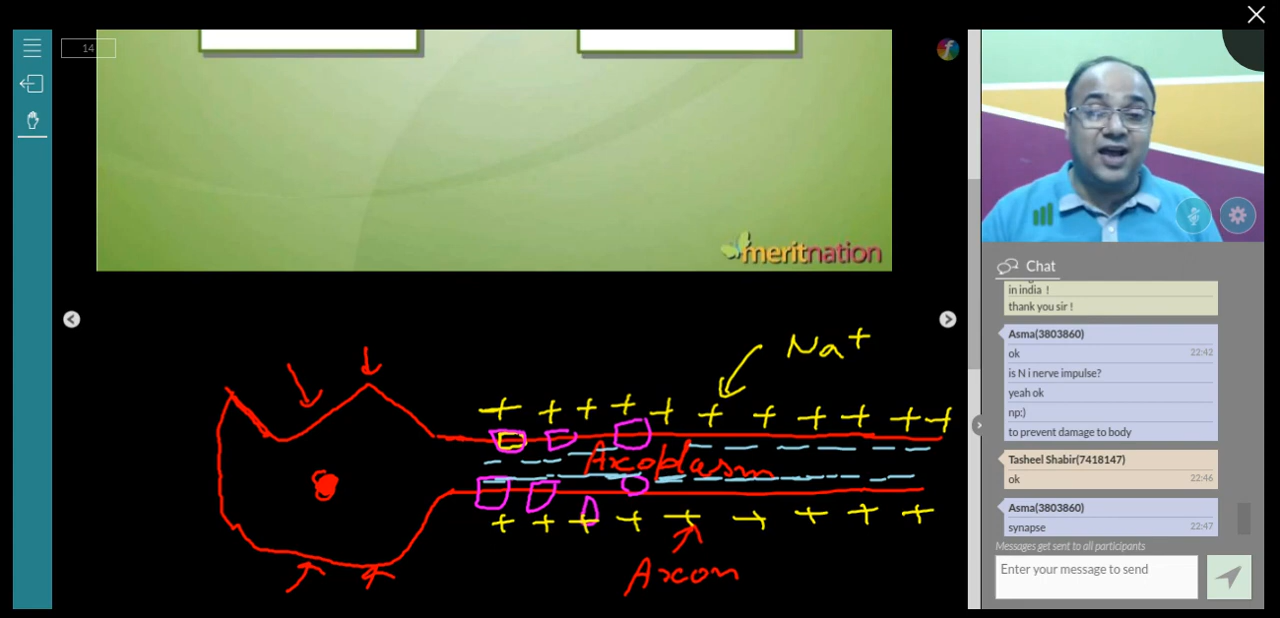 14
f
meritnation
Chat
in india !
thank you sir !
Asma(3803860)
ok 22:42
is N i nerve impulse?
yeah ok
np:)
to prevent damage to body
Tasheel Shabir(7418147)
ok 22:46
Asma(3803860)
synapse 22:47
Messages get sent to all participants
Enter your message to send
Na+
+ + + + + + + + + + +
Axoplasm
+ + + + + + + + +
Axon